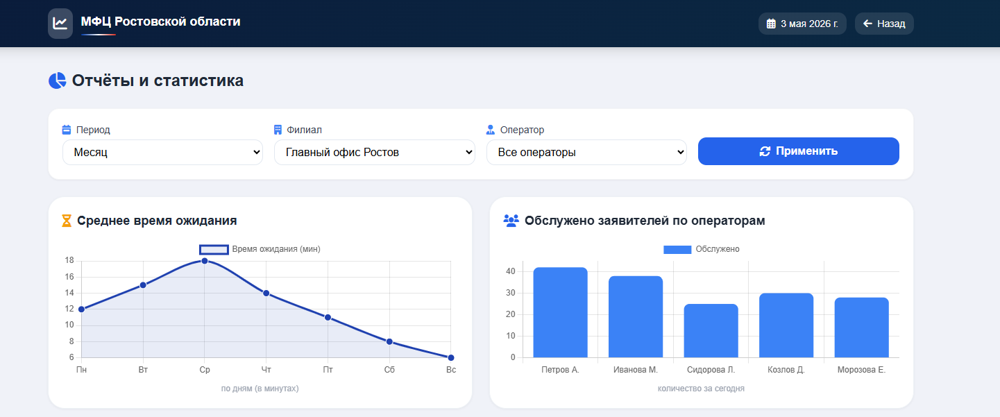 МФЦ Ростовской области
3 мая 2026 г.
Назад
Отчёты и статистика
Период
Филиал
Оператор
Месяц
Главный офис Ростов
Все операторы
Применить
Среднее время ожидания
Время ожидания (мин)
18
16
14
12
10
8
6
Пн Вт Ср Чт Пт Сб Вс
по дням (в минутах)
Обслужено заявителей по операторам
Обслужено
40
30
20
10
0
Петров А. Иванова М. Сидорова Л. Козлов Д. Морозова Е.
количество за сегодня